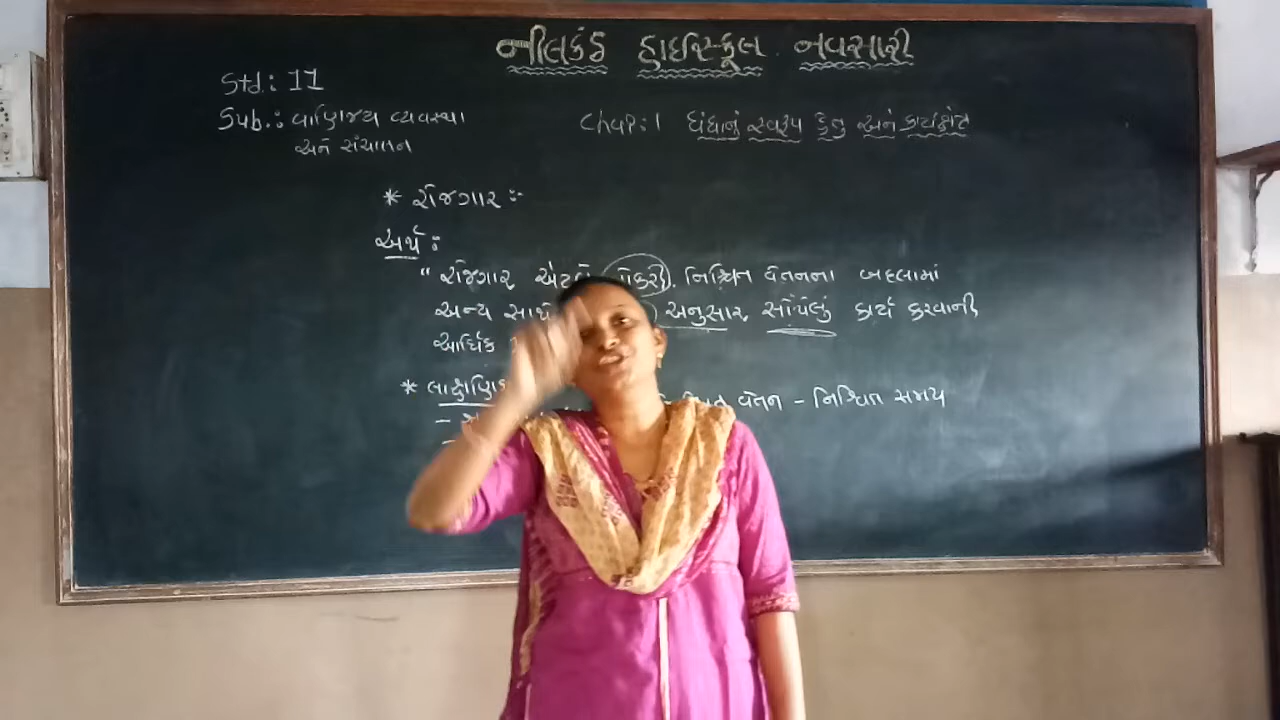 નીલકંઠ હાઈસ્કૂલ નવસારી
Std.: 11
Sub.: વાણિજ્ય વ્યવસ્થા
અને સંચાલન
Chap:1 ધંધાનું સ્વરૂપ હેતુ અને કાર્યક્ષેત્ર
* રોજગાર :-
અર્થ :
" રોજગાર એટલે નોકરી. નિશ્ચિત વેતનના બદલામાં
અન્ય સાથે અનુસાર સોંપેલું કાર્ય કરવાની
આર્થિક
* લાક્ષણિક
વેતન - નિશ્ચિત સમય